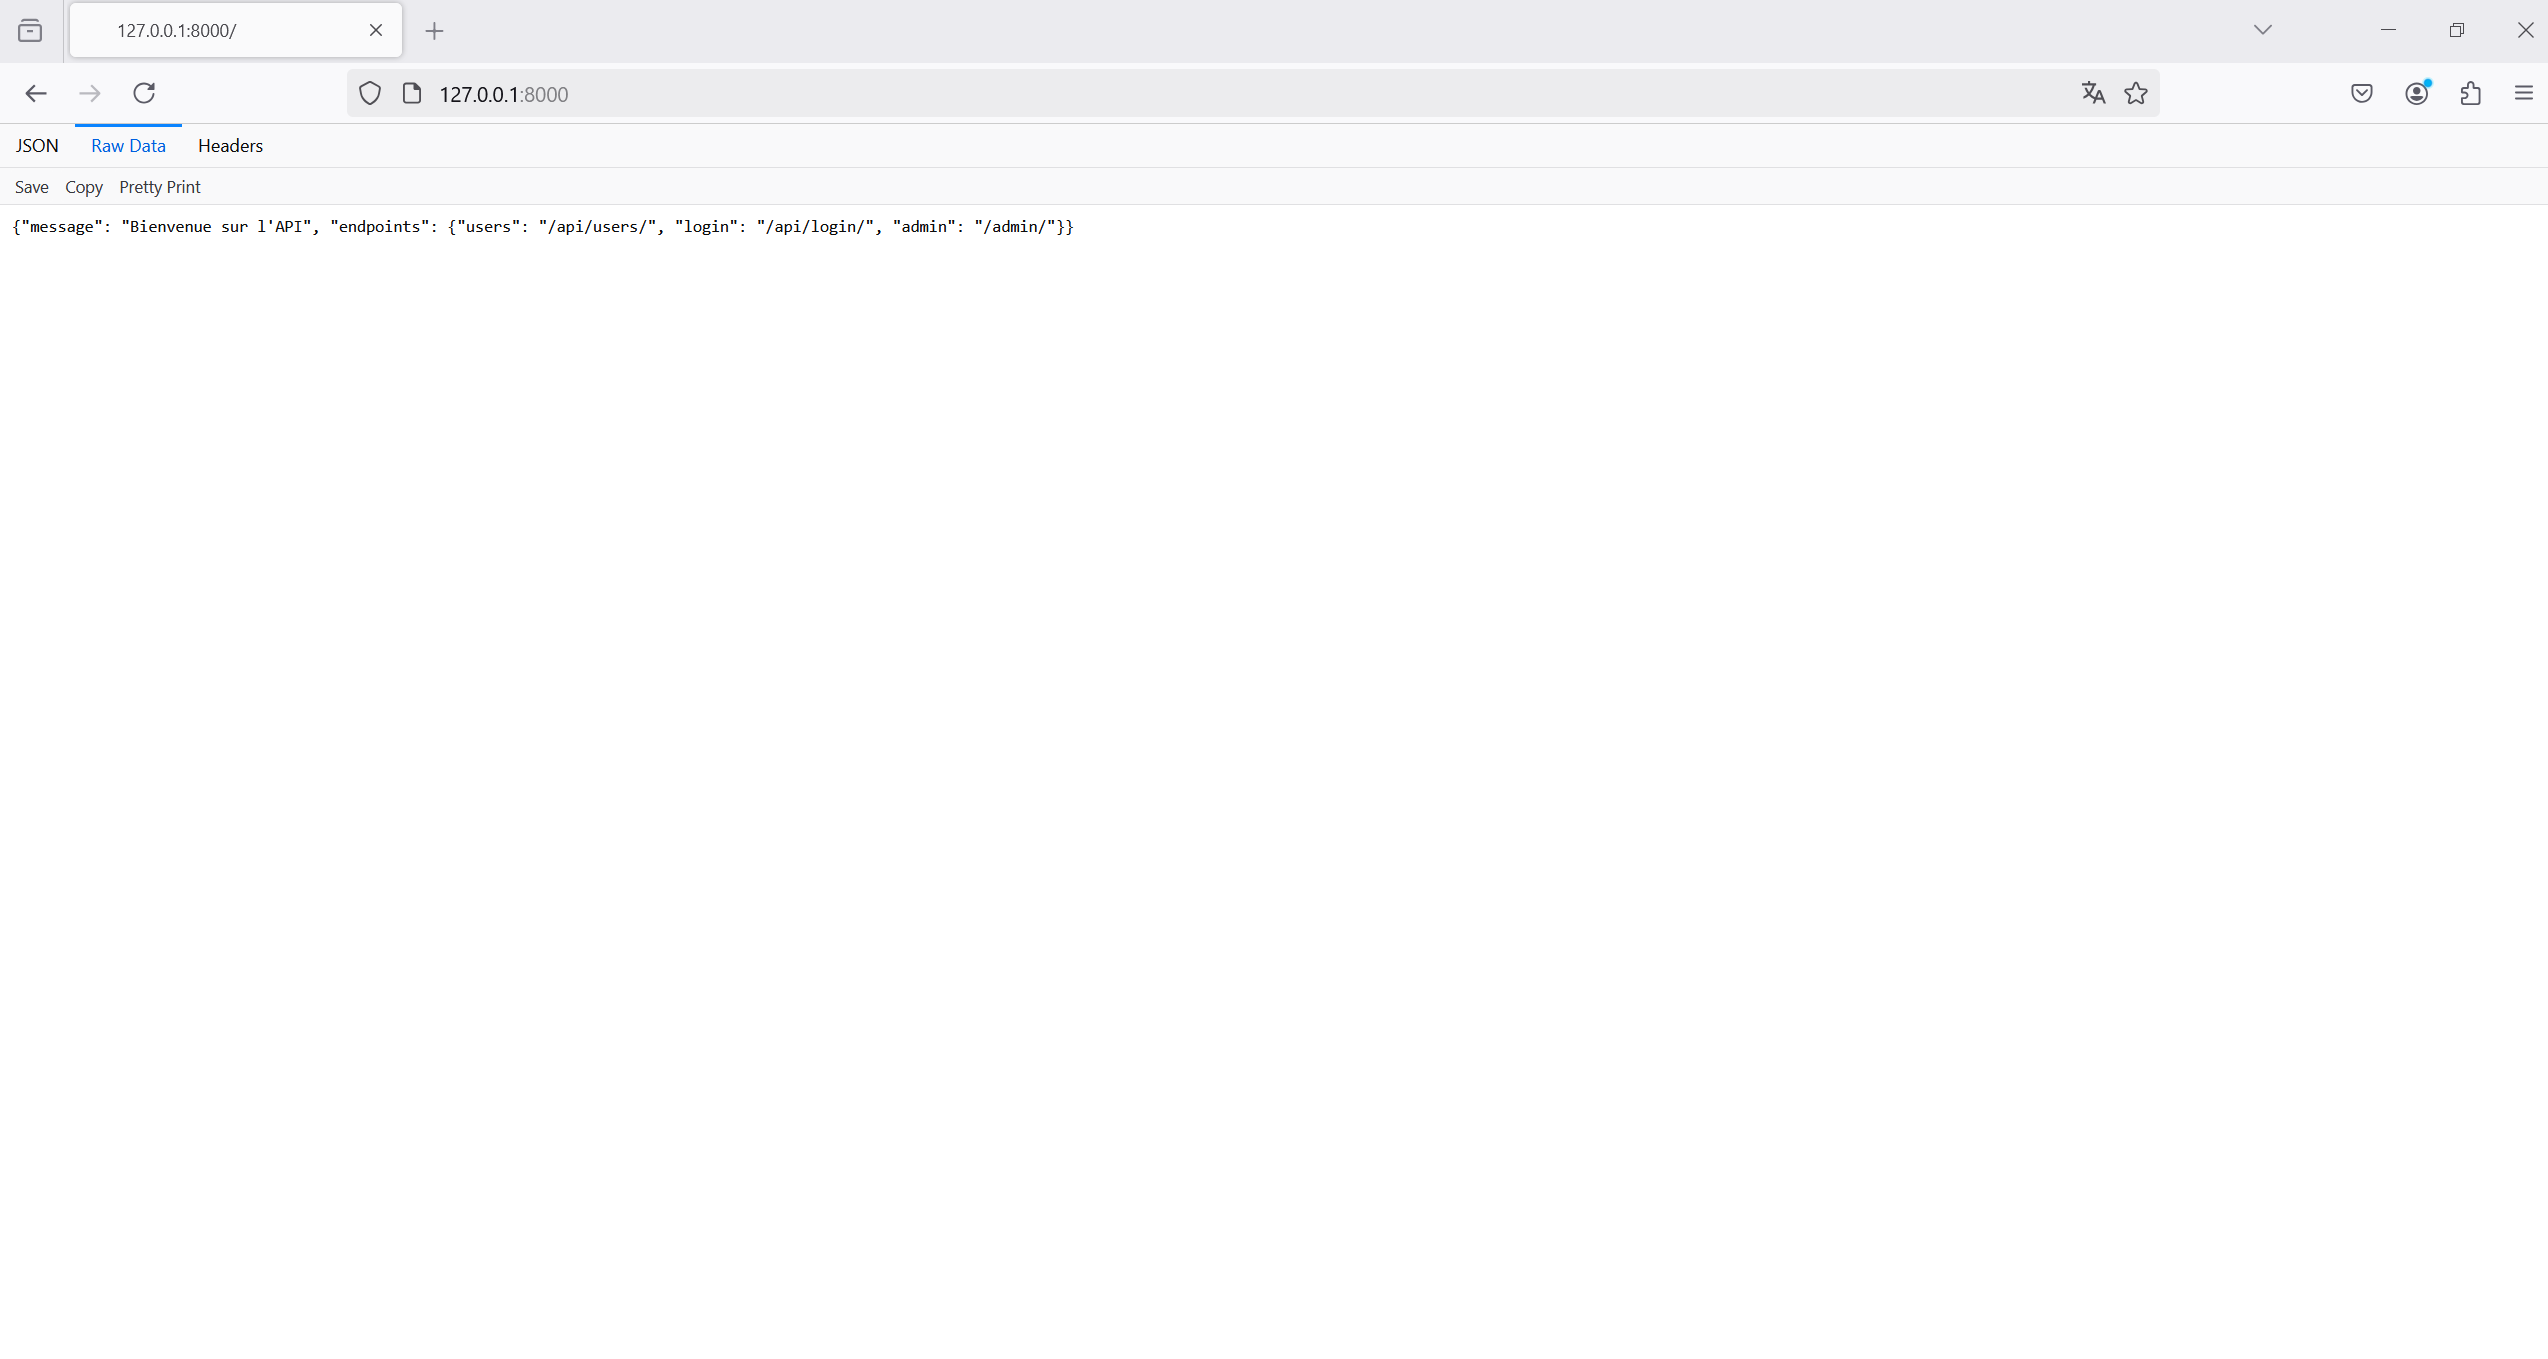 127.0.0.1:8000/
127.0.0.1:8000
JSON Raw Data Headers
Save Copy Pretty Print
{"message": "Bienvenue sur l'API", "endpoints": {"users": "/api/users/", "login": "/api/login/", "admin": "/admin/"}}